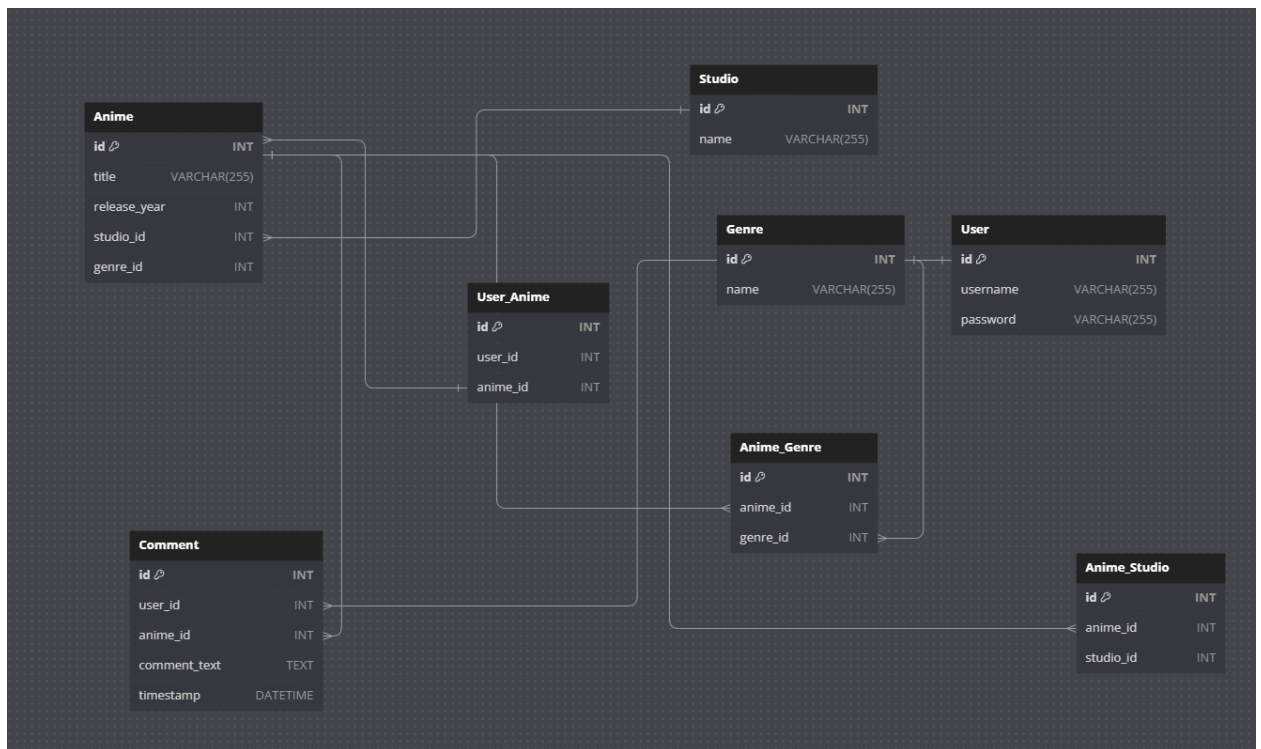 Anime
id INT
title VARCHAR(255)
release_year INT
studio_id INT
genre_id INT
Studio
id INT
name VARCHAR(255)
Genre
id INT
name VARCHAR(255)
User
id INT
username VARCHAR(255)
password VARCHAR(255)
User_Anime
id INT
user_id INT
anime_id INT
Anime_Genre
id INT
anime_id INT
genre_id INT
Comment
id INT
user_id INT
anime_id INT
comment_text TEXT
timestamp DATETIME
Anime_Studio
id INT
anime_id INT
studio_id INT